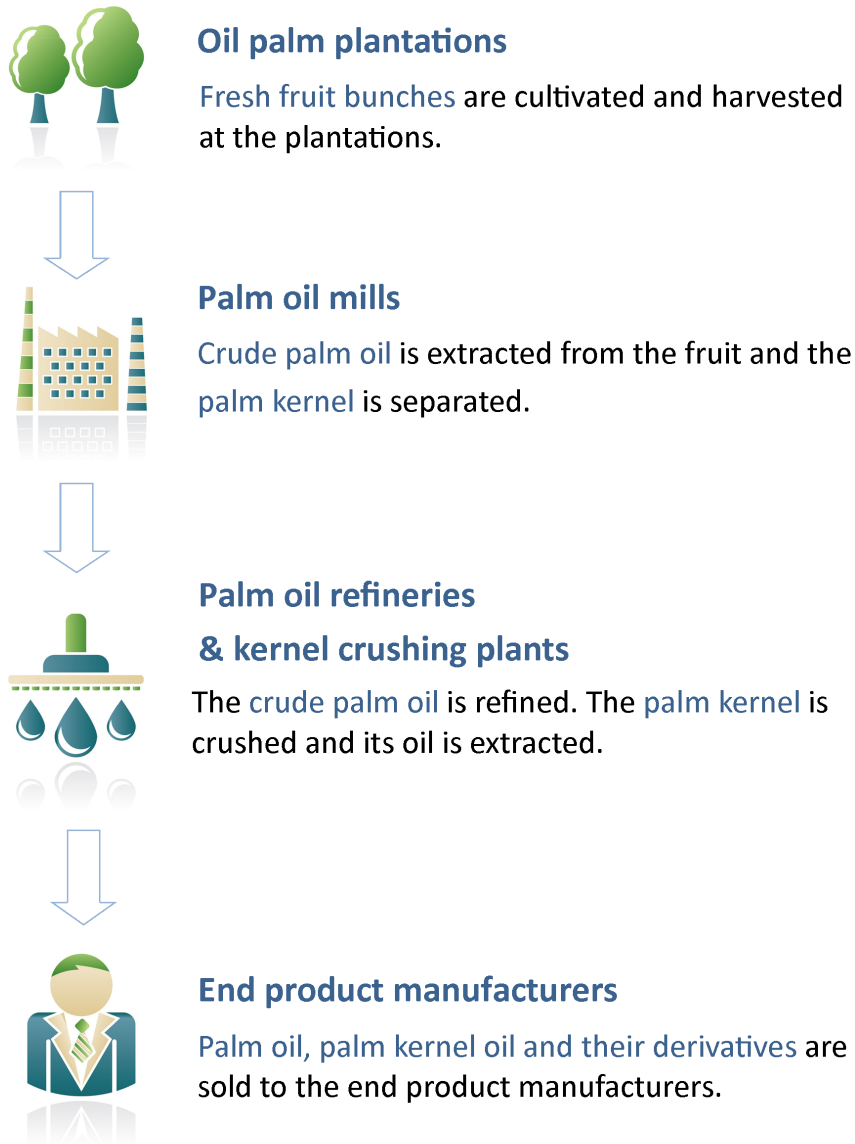 Oil palm plantations
Fresh fruit bunches are cultivated and harvested
at the plantations.
Palm oil mills
Crude palm oil is extracted from the fruit and the
palm kernel is separated.
Palm oil refineries
& kernel crushing plants
The crude palm oil is refined. The palm kernel is
crushed and its oil is extracted.
End product manufacturers
Palm oil, palm kernel oil and their derivatives are
sold to the end product manufacturers.